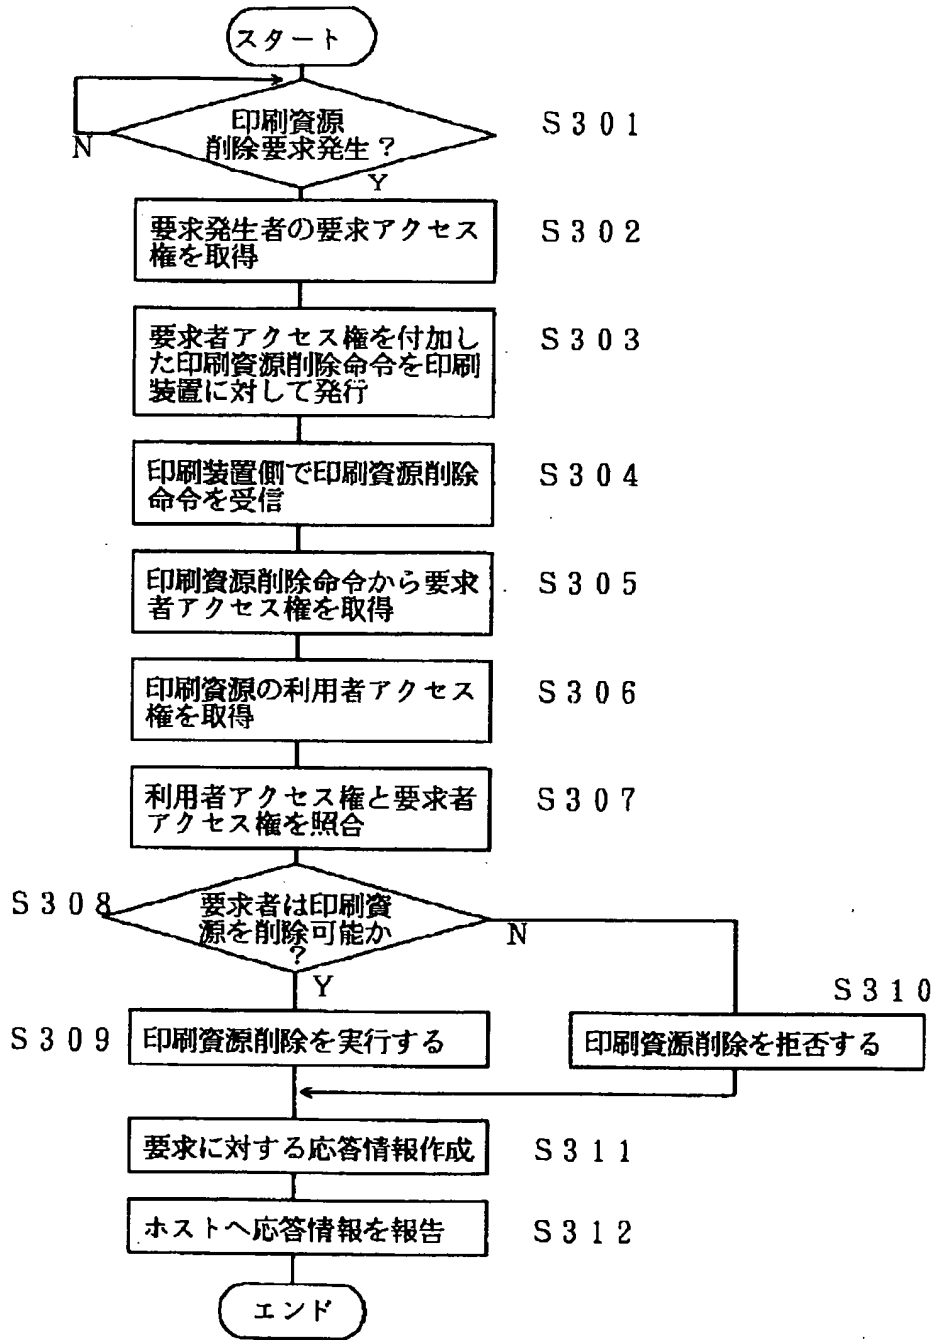 スタート
印刷資源
削除要求発生？
S301
N
Y
要求発生者の要求アクセス
権を取得
S302
要求者アクセス権を付加し
た印刷資源削除命令を印刷
装置に対して発行
S303
印刷装置側で印刷資源削除
命令を受信
S304
印刷資源削除命令から要求
者アクセス権を取得
S305
印刷資源の利用者アクセス
権を取得
S306
利用者アクセス権と要求者
アクセス権を照合
S307
S308
要求者は印刷資
源を削除可能か
？
N
Y
S310
S309
印刷資源削除を実行する
印刷資源削除を拒否する
要求に対する応答情報作成
S311
ホストへ応答情報を報告
S312
エンド